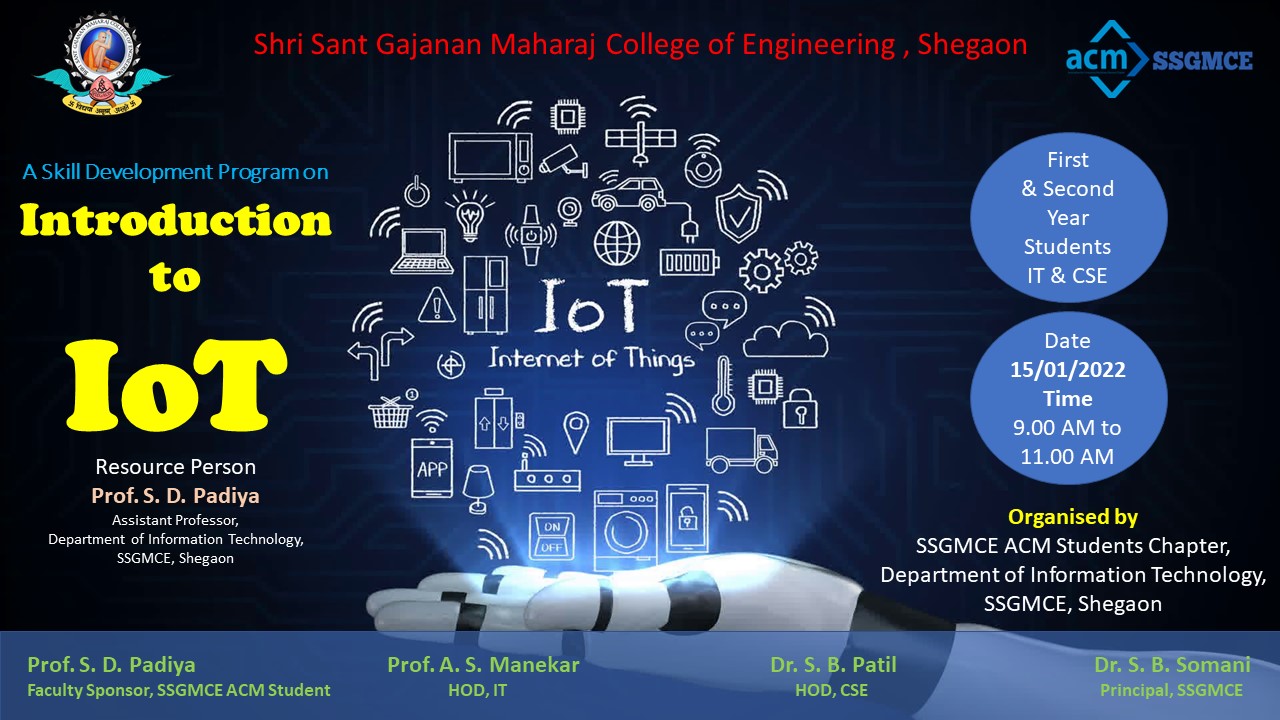 Shri Sant Gajanan Maharaj College of Engineering , Shegaon
acm SSGMCE
A Skill Development Program on
Introduction
to
IoT
Resource Person
Prof. S. D. Padiya
Assistant Professor,
Department of Information Technology,
SSGMCE, Shegaon
IoT
Internet of Things
1
APP
ON
OFF
First
& Second
Year
Students
IT & CSE
Date
15/01/2022
Time
9.00 AM to
11.00 AM
Organised by
SSGMCE ACM Students Chapter,
Department of Information Technology,
SSGMCE, Shegaon
Prof. S. D. Padiya
Faculty Sponsor, SSGMCE ACM Student
Prof. A. S. Manekar
HOD, IT
Dr. S. B. Patil
HOD, CSE
Dr. S. B. Somani
Principal, SSGMCE